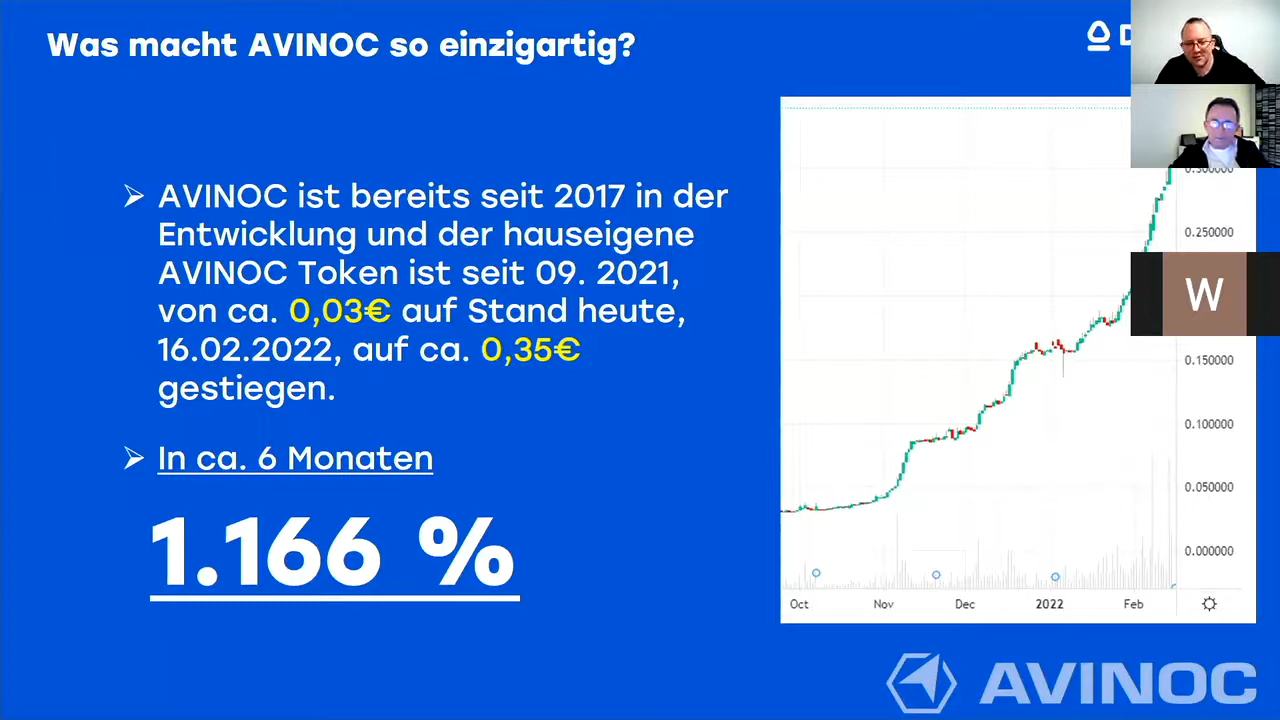 Was macht AVINOC so einzigartig?
D
AVINOC ist bereits seit 2017 in der
Entwicklung und der hauseigene
AVINOC Token ist seit 09. 2021,
von ca. 0,03€ auf Stand heute,
16.02.2022, auf ca. 0,35€
gestiegen.
In ca. 6 Monaten
1.166 %
0.300000
0.250000
W
0.150000
0.100000
0.050000
0.000000
Oct Nov Dec 2022 Feb
AVINOC